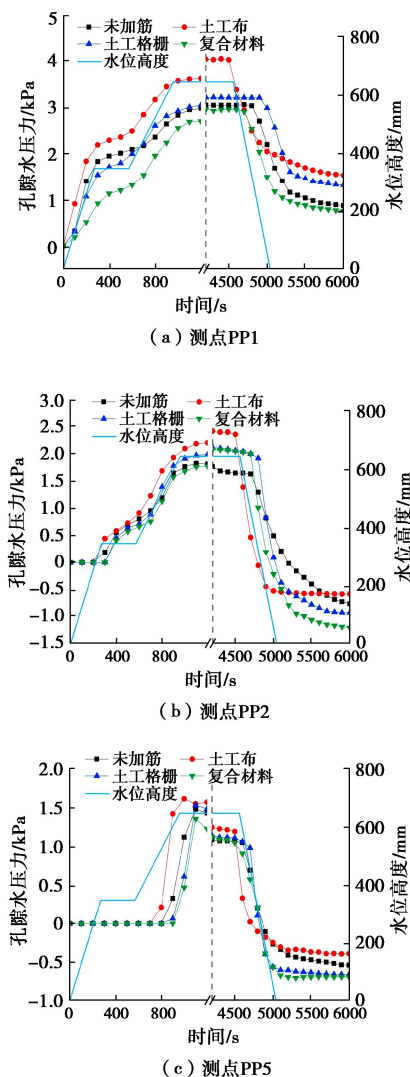 未加筋 土工布
土工格栅 复合材料
水位高度
孔隙水压力/kPa
5
4
3
2
1
0
水位高度/mm
800
600
400
200
0
0 400 800 4500 5000 5500 6000
时间/s
(a) 测点PP1
未加筋 土工布
土工格栅 复合材料
水位高度
孔隙水压力/kPa
3.0
2.5
2.0
1.5
1.0
0.5
0
−0.5
−1.0
−1.5
水位高度/mm
800
600
400
200
0
0 400 800 4500 5000 5500 6000
时间/s
(b) 测点PP2
未加筋 土工布
土工格栅 复合材料
水位高度
孔隙水压力/kPa
2.0
1.5
1.0
0.5
0
−0.5
−1.0
水位高度/mm
800
600
400
200
0
0 400 800 4500 5000 5500 6000
时间/s
(c) 测点PP5